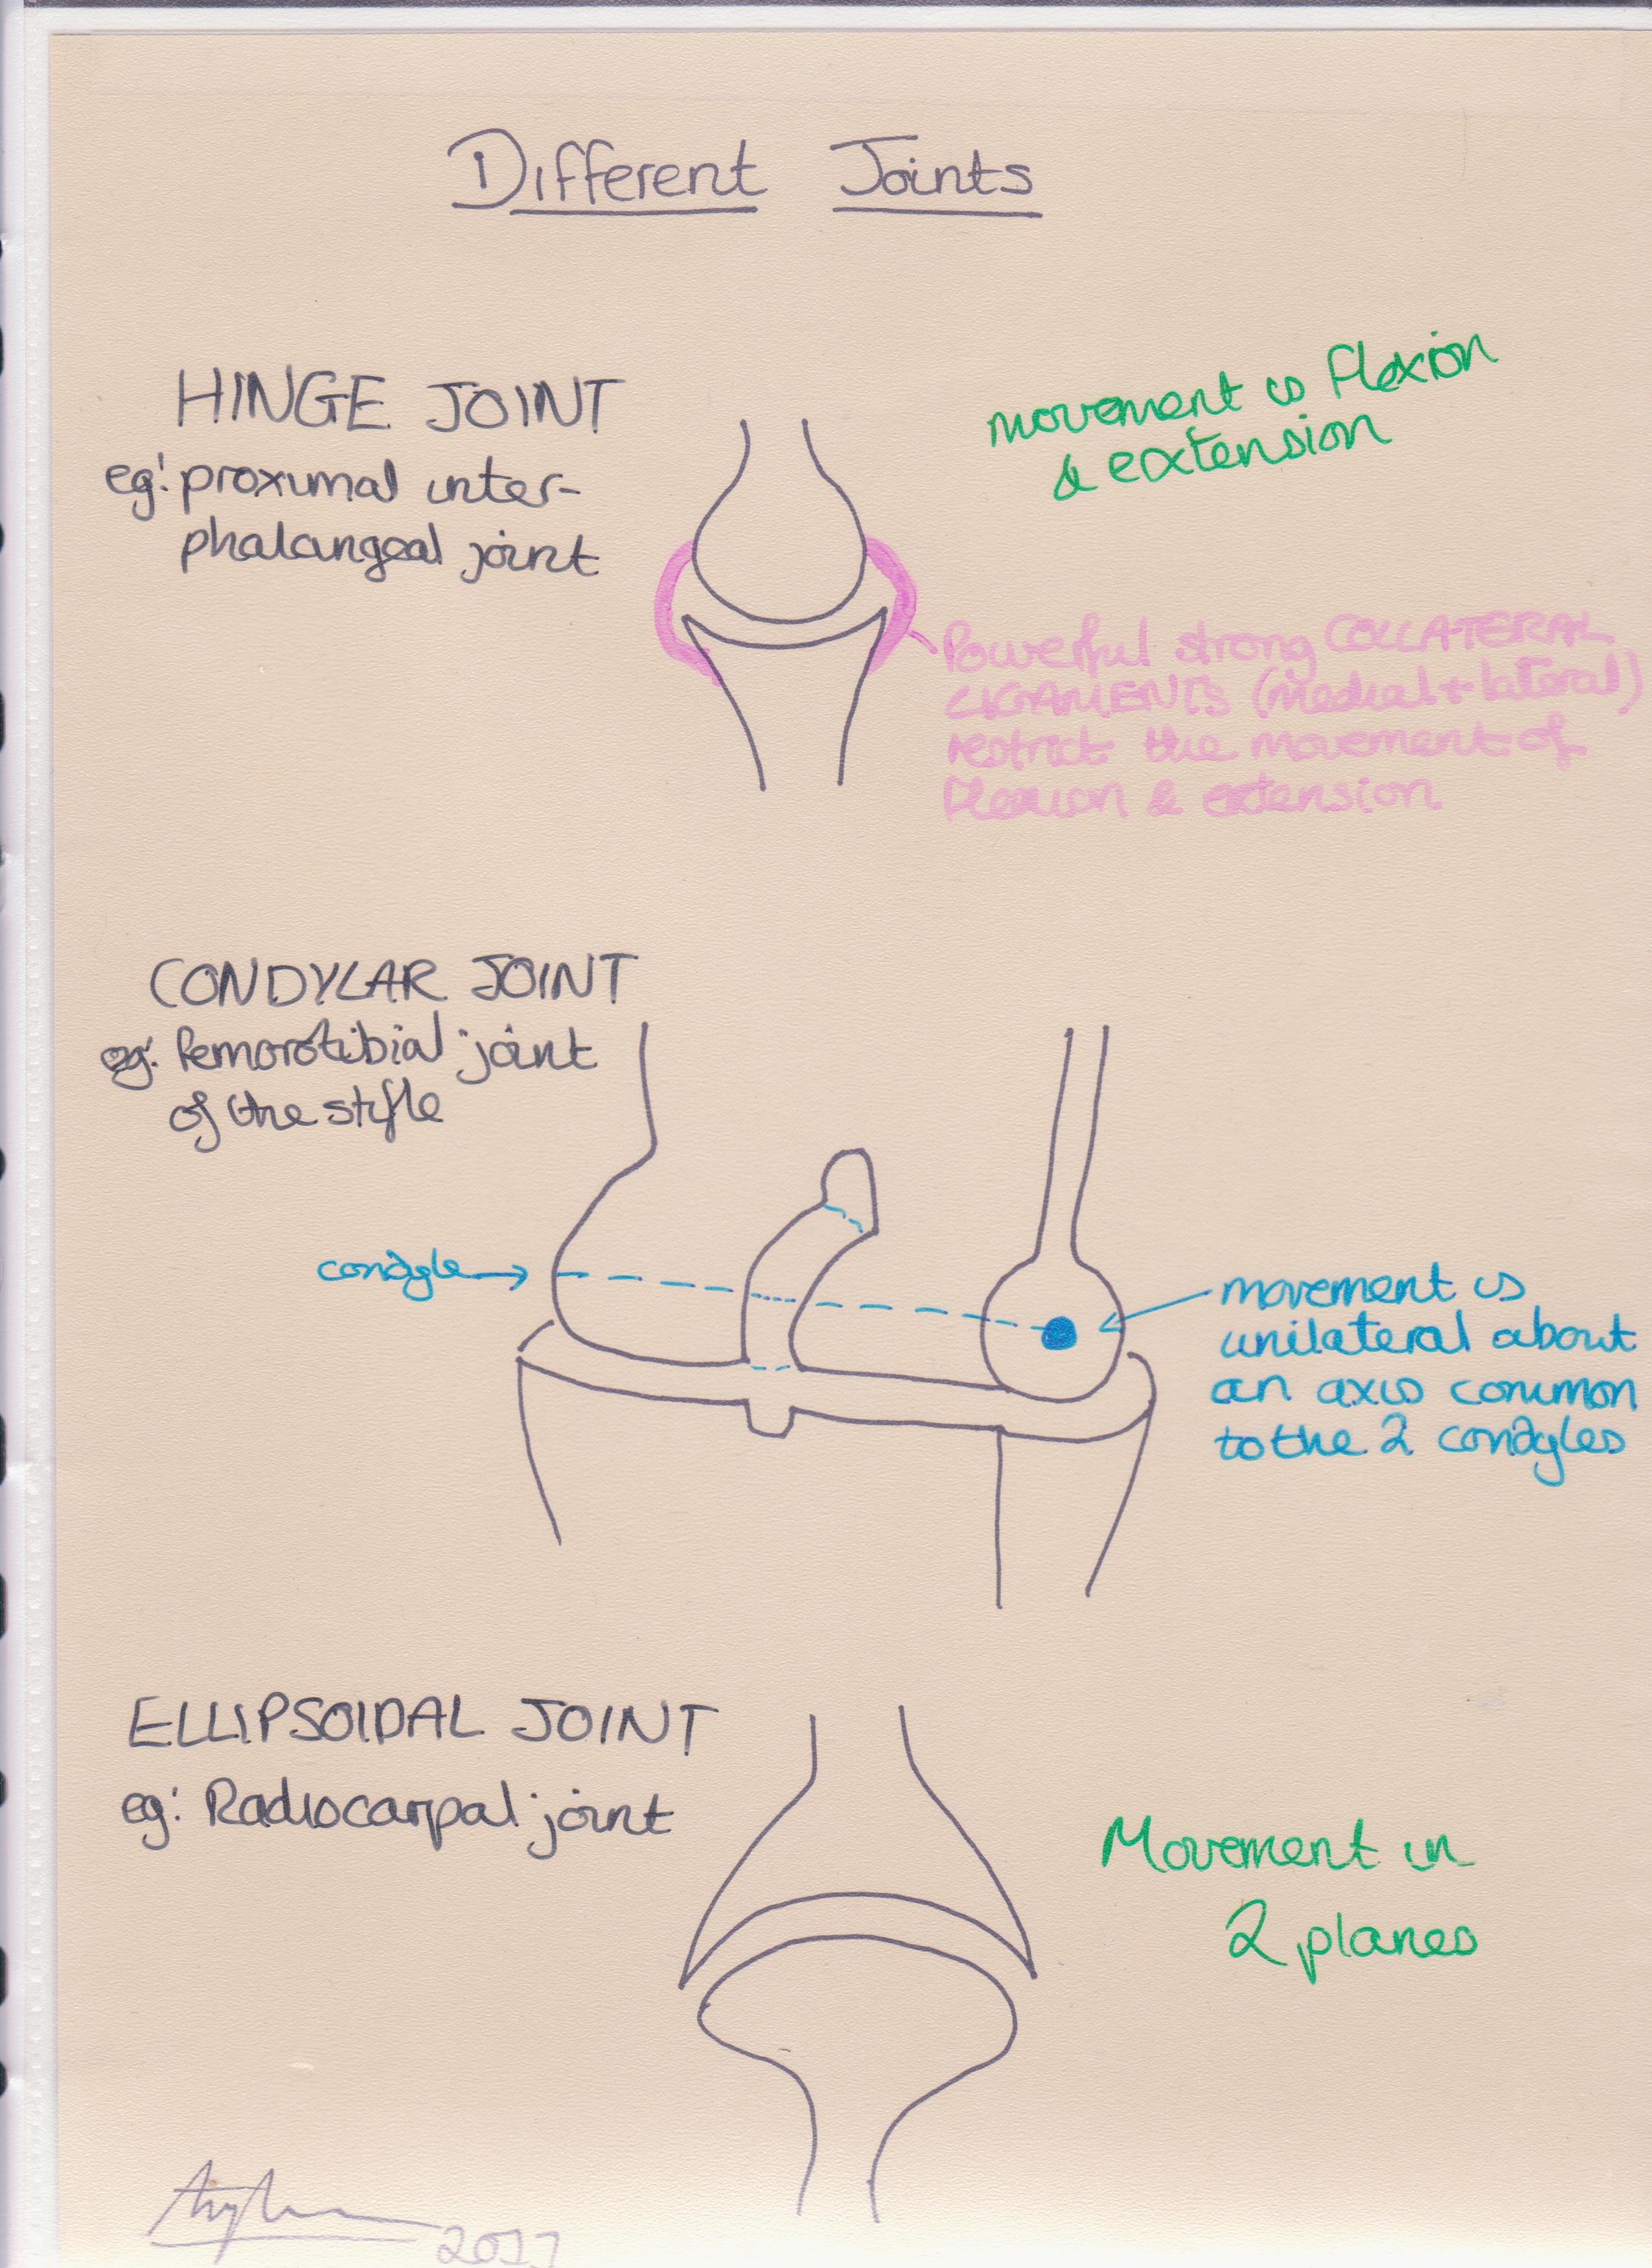 Different Joints
HINGE JOINT
eg: proximal inter-
phalangeal joint
movement is flexion
& extension
Powerful strong COLLATERAL
LIGAMENTS (medial + lateral)
restrict the movement of
flexion & extension.
CONDYLAR JOINT
eg: femorotibial joint
of the stifle
condyle
movement is
unilateral about
an axis common
to the 2 condyles
ELLIPSOIDAL JOINT
eg: Radiocarpal joint
Movement in
2 planes